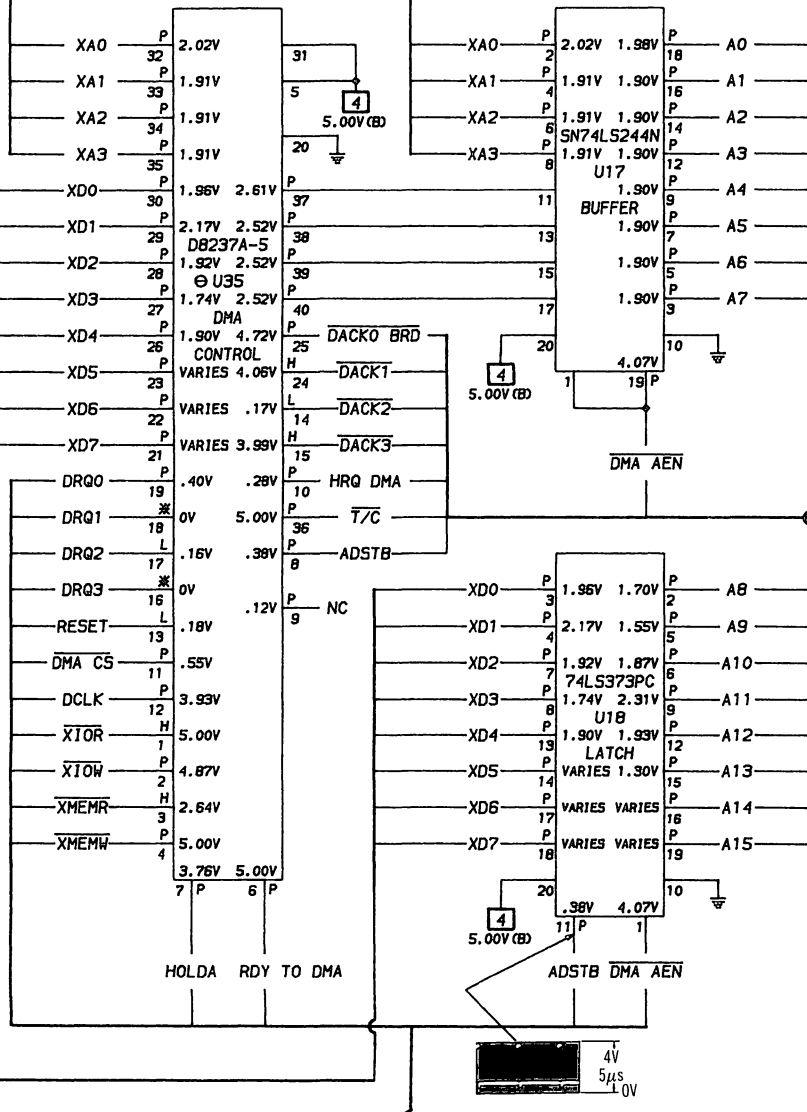 XA0 P 32 2.02V 31
XA1 P 33 1.91V 5
4
5.00V(B)
XA2 P 34 1.91V
20
XA3 P 35 1.91V
XD0 P 30 1.96V 2.61V P 37
XD1 P 29 2.17V 2.52V P 38
D8237A-5
XD2 P 28 1.92V 2.52V P 39
U35
XD3 P 27 1.74V 2.52V P 40
DMA
XD4 P 26 1.90V 4.72V P 25 DACK0 BRD
CONTROL
XD5 P 23 VARIES 4.06V H 24 DACK1
XD6 P 22 VARIES .17V L 14 DACK2
XD7 P 21 VARIES 3.99V H 15 DACK3
DRQ0 P 19 .40V .28V P 10 HRQ DMA
DRQ1 ※ 18 0V 5.00V P 36 T/C
DRQ2 L 17 .16V .38V P 8 ADSTB
DRQ3 ※ 16 0V
.12V P 9 NC
RESET L 13 .18V
DMA CS P 11 .55V
DCLK P 12 3.93V
XIOR H 1 5.00V
XIOW P 2 4.87V
XMEMR H 3 2.64V
XMEMW P 4 5.00V
3.76V 5.00V
7 P 6 P
HOLDA RDY TO DMA
XA0 P 2 2.02V 1.98V P 18 A0
XA1 P 4 1.91V 1.90V P 16 A1
XA2 P 6 1.91V 1.90V P 14 A2
SN74LS244N
XA3 P 8 1.91V 1.90V P 12 A3
U17
11 1.90V P 9 A4
BUFFER
13 1.90V P 7 A5
15 1.90V P 5 A6
17 1.90V P 3 A7
20 10
4
5.00V(B)
4.07V
1 19 P
DMA AEN
XD0 P 3 1.96V 1.70V P 2 A8
XD1 P 4 2.17V 1.55V P 5 A9
XD2 P 7 1.92V 1.87V P 6 A10
74LS373PC
XD3 P 8 1.74V 2.31V P 9 A11
U18
XD4 P 13 1.90V 1.93V P 12 A12
LATCH
XD5 P 14 VARIES 1.30V P 15 A13
XD6 P 17 VARIES VARIES P 16 A14
XD7 P 18 VARIES VARIES P 19 A15
20 10
4
5.00V(B)
.38V 4.07V
11 P 1
ADSTB DMA AEN
4V
5μs
0V